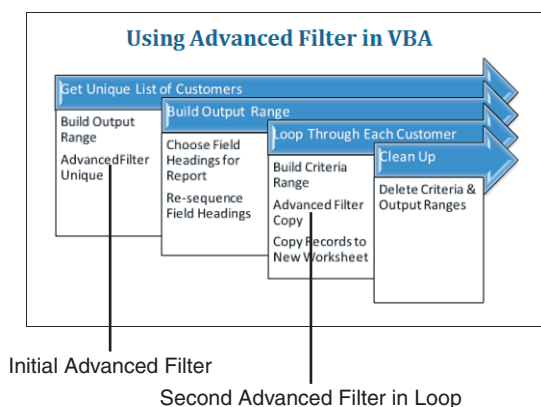 Using Advanced Filter in VBA
Get Unique List of Customers
Build Output
Range
AdvancedFilter
Unique
Build Output Range
Choose Field
Headings for
Report
Re-sequence
Field Headings
Loop Through Each Customer
Build Criteria
Range
Advanced Filter
Copy
Copy Records to
New Worksheet
Clean Up
Delete Criteria &
Output Ranges
Initial Advanced Filter
Second Advanced Filter in Loop